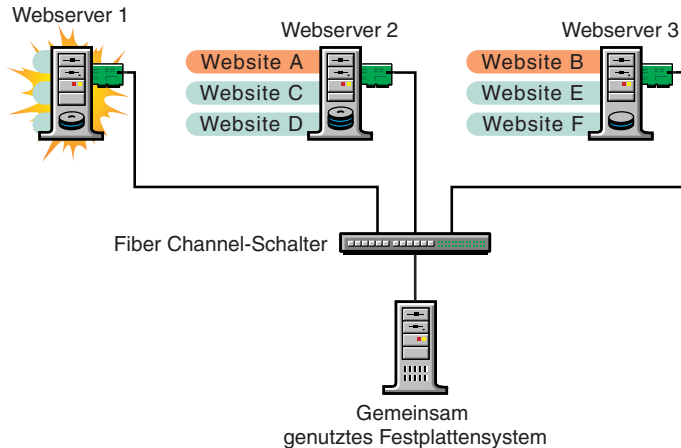 Webserver 1
Webserver 2
Webserver 3
Website A
Website B
Website C
Website E
Website D
Website F
Fiber Channel-Schalter
Gemeinsam
genutztes Festplattensystem